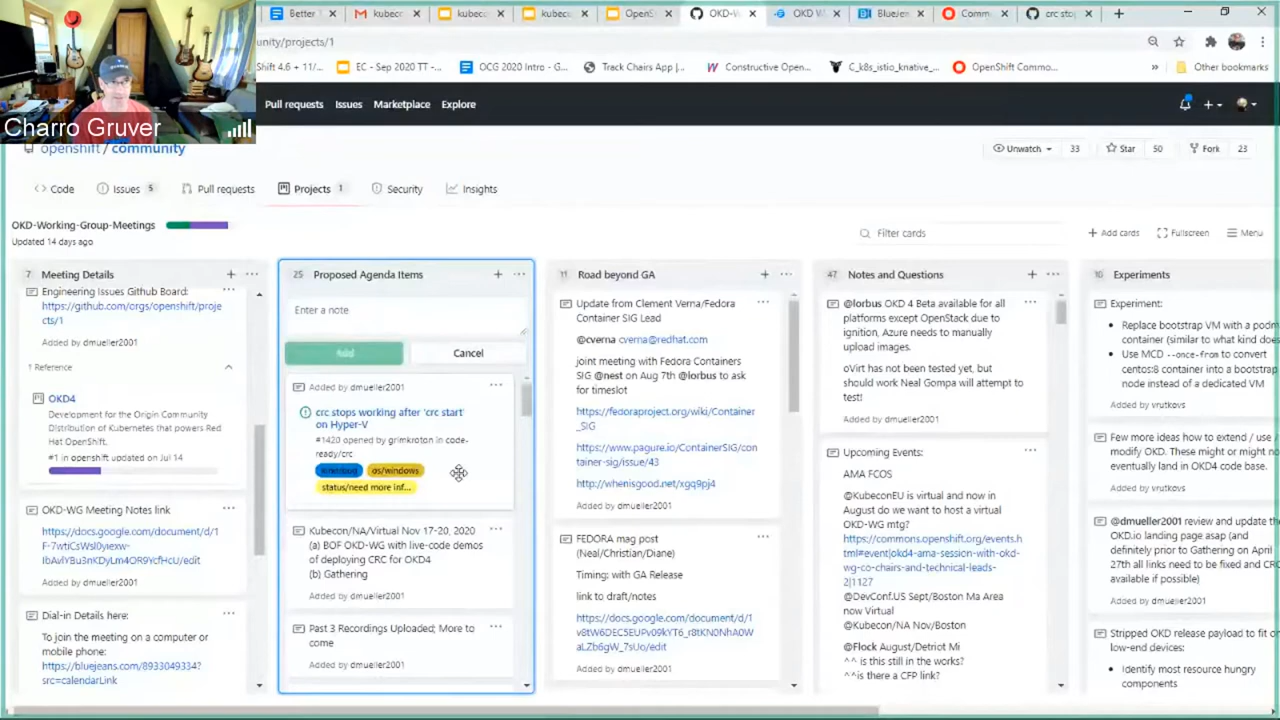 Better
kubecc
kubec
kubecu
OpenSh
OKD-W
OKD W
BlueJe
Comm
crc stop
unity/projects/1
Shift 4.6 + 11/...
EC - Sep 2020 TT -...
OCG 2020 Intro - G...
Track Chairs App |...
Constructive Open...
C_k8s_istio_knative_...
OpenShift Commo...
»
Other bookmarks
Charro Gruver
Pull requests
Issues
Marketplace
Explore
openshift / community
Unwatch 33
Star 50
Fork 23
Code
Issues 5
Pull requests
Projects 1
Security
Insights
OKD-Working-Group-Meetings
Updated 14 days ago
Filter cards
+ Add cards
Fullscreen
Menu
7 Meeting Details
Engineering Issues Github Board:
https://github.com/orgs/openshift/proje
cts/1
Added by dmueller2001
1 Reference
OKD4
Development for the Origin Community
Distribution of Kubernetes that powers Red
Hat OpenShift.
#1 in openshift updated on Jul 14
OKD-WG Meeting Notes link
https://docs.google.com/document/d/1
Added by dmueller2001
Dial-in Details here:
To join the meeting on a computer or
mobile phone:
https://bluejeans.com/8933049334?
src=calendarLink
25 Proposed Agenda Items
Enter a note
Add
Cancel
Added by dmueller2001
crc stops working after 'crc start'
on Hyper-V
#1420 opened by grimkroton in code-
ready/crc
kind/bug
os/windows
status/need more inf...
Kubecon/NA/Virtual Nov 17-20, 2020
(a) BOF OKD-WG with live-code demos
of deploying CRC for OKD4
(b) Gathering
Added by dmueller2001
Past 3 Recordings Uploaded; More to
come
Added by dmueller2001
11 Road beyond GA
Update from Clement Verna/Fedora
Container SIG Lead
@cverna cverna@redhat.com
joint meeting with Fedora Containers
SIG @nest on Aug 7th @lorbus to ask
for timeslot
https://fedoraproject.org/wiki/Container
_SIG
https://www.pagure.io/ContainerSIG/con
tainer-sig/issue/43
http://whenisgood.net/xgq9pj4
Added by dmueller2001
FEDORA mag post
(Neal/Christian/Diane)
Timing: with GA Release
link to draft/notes
https://docs.google.com/document/d/1
Added by dmueller2001
47 Notes and Questions
@lorbus OKD 4 Beta available for all
platforms except OpenStack due to
ignition, Azure needs to manually
upload images.
oVirt has not been tested yet, but
should work Neal Gompa will attempt to
test!
Added by dmueller2001
Upcoming Events:
AMA FCOS
@KubeconEU is virtual and now in
August do we want to host a virtual
OKD-WG mtg?
https://commons.openshift.org/events.h
tml#event|okd4-ama-session-with-okd-
wg-co-chairs-and-technical-leads-
2|1127
@DevConf.US Sept/Boston Ma Area
now Virtual
@Kubecon/NA Nov/Boston
@Flock August/Detriot Mi
^^ is this still in the works?
^^is there a CFP link?
10 Experiments
Experiment:
• Replace bootstrap VM with a podm
container (similar to what kind does
• Use MCD --once-from to convert
centos:8 container into a bootstrap
node instead of a dedicated VM
Added by vrutkovs
Few more ideas how to extend / use
modify OKD. These might or might no
eventually land in OKD4 code base.
Added by vrutkovs
@dmueller2001 review and update the
OKD.io landing page asp (and
definitely prior to Gathering on April
27th all links need to be fixed and CRC
available if possible)
Added by dmueller2001
Stripped OKD release payload to fit o
low-end devices:
• Identify most resource hungry
components